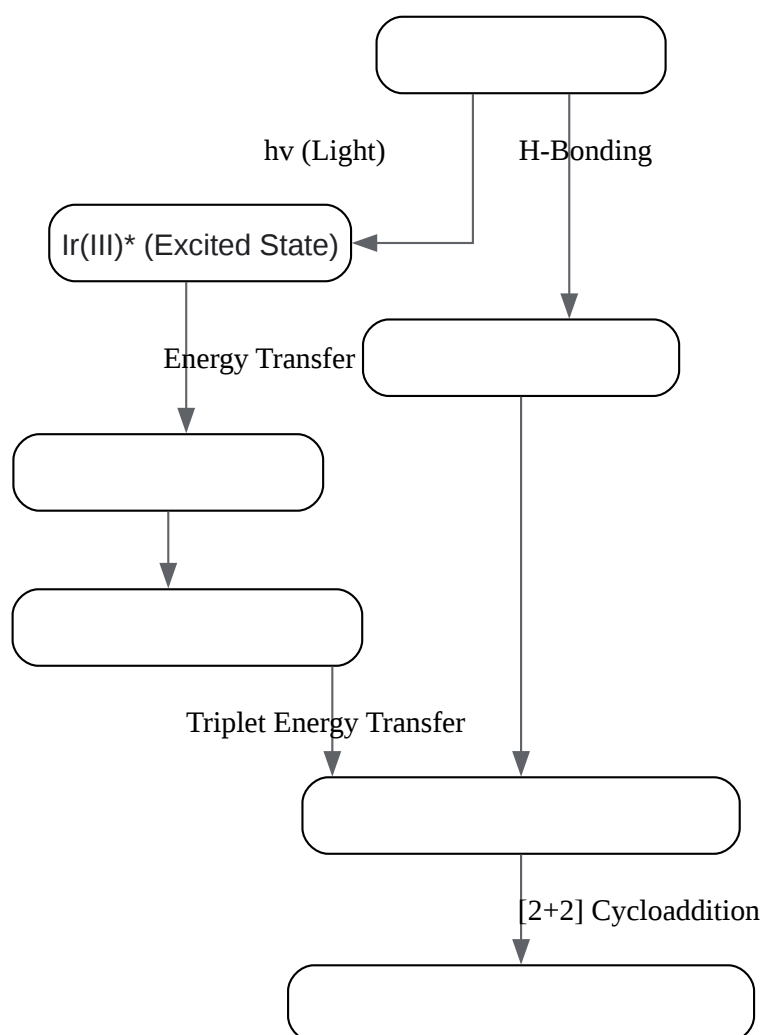 hv (Light)
H-Bonding
Ir(III)* (Excited State)
Energy Transfer
Triplet Energy Transfer
[2+2] Cycloaddition